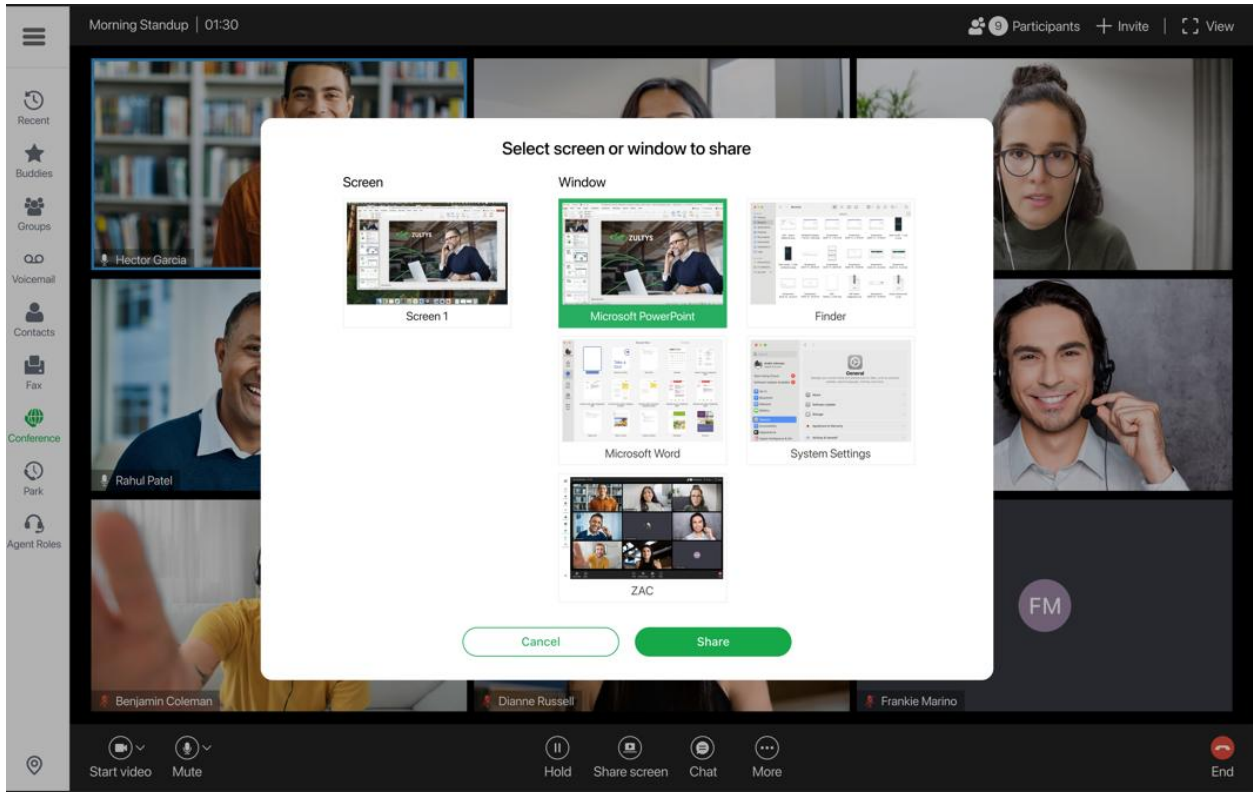 Morning Standup | 01:30
9 Participants + Invite | View
Recent
Buddies
Groups
Voicemail
Contacts
Fax
Conference
Park
Agent Roles
Hector Garcia
Rahul Patel
Benjamin Coleman
Dianne Russell
Frankie Marino
FM
Select screen or window to share
Screen
Window
ZULTYS
Screen 1
ZULTYS
Microsoft PowerPoint
Finder
Microsoft Word
General
System Settings
ZAC
Cancel
Share
Start video
Mute
Hold
Share screen
Chat
More
End